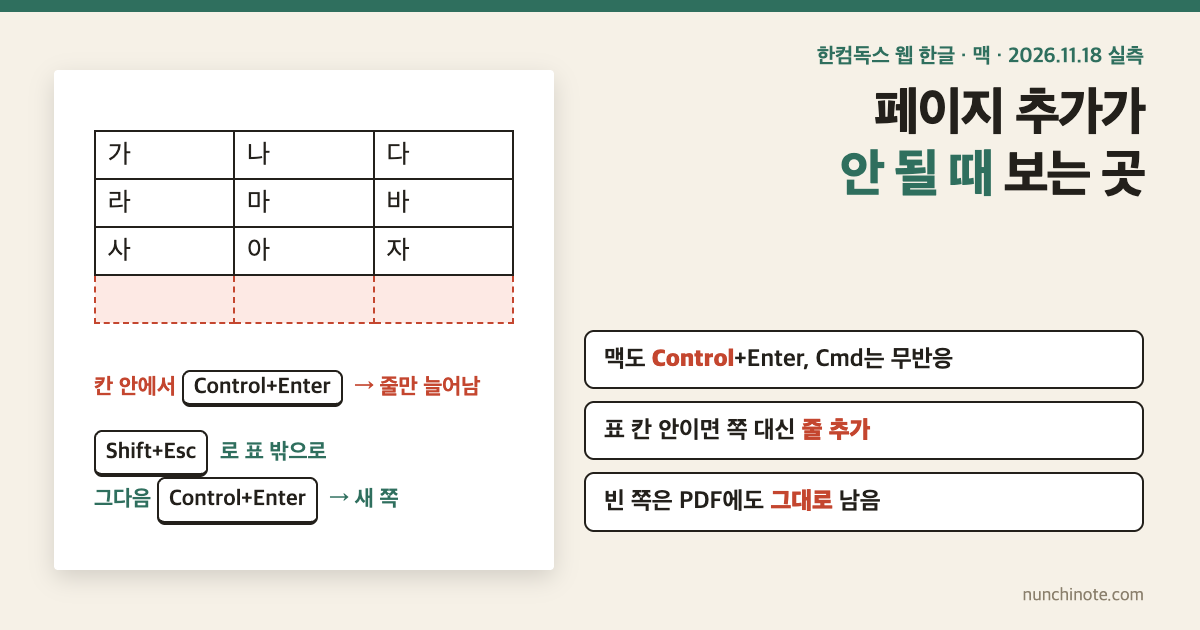 한컴독스 웹 한글 · 맥 · 2026.11.18 실측
페이지 추가가
안 될 때 보는 곳
가 나 다
라 마 바
사 아 자
칸 안에서 Control+Enter → 줄만 늘어남
Shift+Esc 로 표 밖으로
그다음 Control+Enter → 새 쪽
맥도 Control+Enter, Cmd는 무반응
표 칸 안이면 쪽 대신 줄 추가
빈 쪽은 PDF에도 그대로 남음
nunchinote.com